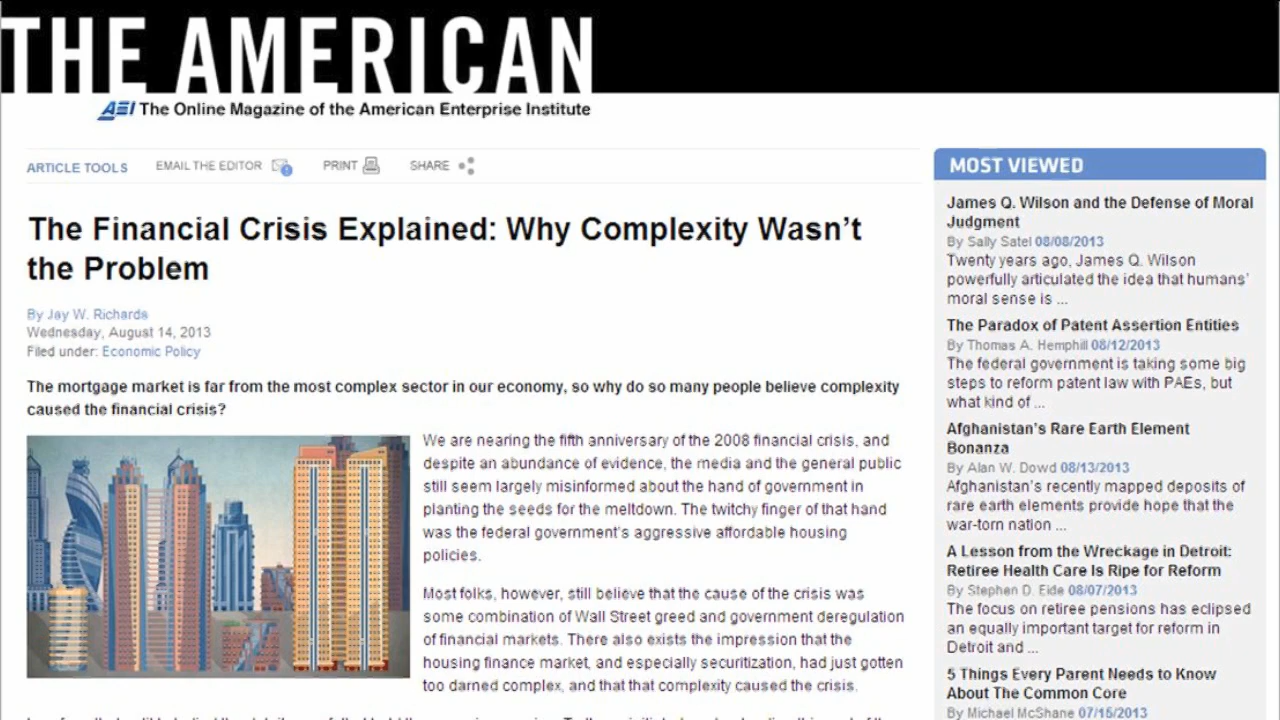 THE AMERICAN
AEI The Online Magazine of the American Enterprise Institute
ARTICLE TOOLS EMAIL THE EDITOR PRINT SHARE
The Financial Crisis Explained: Why Complexity Wasn't
the Problem
By Jay W. Richards
Wednesday, August 14, 2013
Filed under: Economic Policy
The mortgage market is far from the most complex sector in our economy, so why do so many people believe complexity
caused the financial crisis?
We are nearing the fifth anniversary of the 2008 financial crisis, and
despite an abundance of evidence, the media and the general public
still seem largely misinformed about the hand of government in
planting the seeds for the meltdown. The twitchy finger of that hand
was the federal government's aggressive affordable housing
policies.
Most folks, however, still believe that the cause of the crisis was
some combination of Wall Street greed and government deregulation
of financial markets. There also exists the impression that the
housing finance market, and especially securitization, had just gotten
too darned complex, and that that complexity caused the crisis.
MOST VIEWED
James Q. Wilson and the Defense of Moral
Judgment
By Sally Satel 08/08/2013
Twenty years ago, James Q. Wilson
powerfully articulated the idea that humans'
moral sense is ...
The Paradox of Patent Assertion Entities
By Thomas A. Hemphill 08/12/2013
The federal government is taking some big
steps to reform patent law with PAEs, but
what kind of ...
Afghanistan's Rare Earth Element
Bonanza
By Alan W. Dowd 08/13/2013
Afghanistan's recently mapped deposits of
rare earth elements provide hope that the
war-torn nation ...
A Lesson from the Wreckage in Detroit:
Retiree Health Care Is Ripe for Reform
By Stephen D. Eide 08/07/2013
The focus on retiree pensions has eclipsed
an equally important target for reform in
Detroit and ...
5 Things Every Parent Needs to Know
About The Common Core
By Michael McShane 07/15/2013